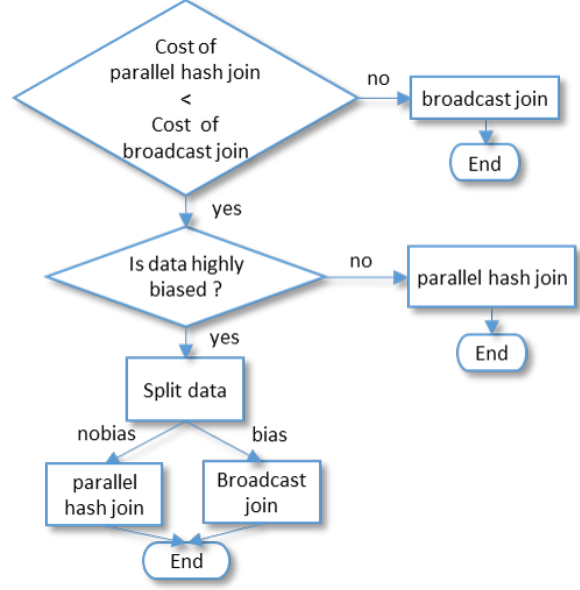 Cost of
parallel hash join
<
Cost of
broadcast join
no
broadcast join
End
yes
Is data highly
biased ?
no
parallel hash join
End
yes
Split data
nobias
bias
parallel
hash join
Broadcast
join
End